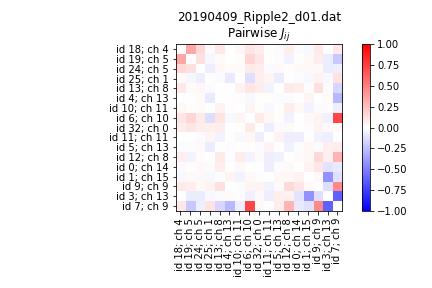 20190409_Ripple2_d01.dat
Pairwise J_ij
id 18; ch 4
id 19; ch 5
id 24; ch 5
id 25; ch 1
id 13; ch 8
id 4; ch 13
id 10; ch 11
id 6; ch 10
id 32; ch 0
id 11; ch 11
id 5; ch 13
id 12; ch 8
id 0; ch 14
id 1; ch 15
id 9; ch 9
id 3; ch 13
id 7; ch 9
1.00
0.75
0.50
0.25
0.00
−0.25
−0.50
−0.75
−1.00
id 18; ch 4
id 19; ch 5
id 24; ch 5
id 25; ch 1
id 13; ch 8
id 4; ch 13
id 10; ch 11
id 6; ch 10
id 32; ch 0
id 11; ch 11
id 5; ch 13
id 12; ch 8
id 0; ch 14
id 1; ch 15
id 9; ch 9
id 3; ch 13
id 7; ch 9